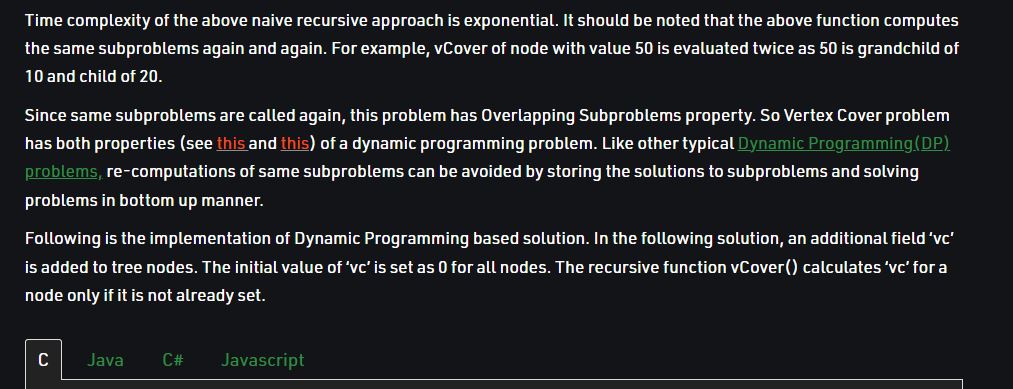 Time complexity of the above naive recursive approach is exponential. It should be noted that the above function computes
the same subproblems again and again. For example, vCover of node with value 50 is evaluated twice as 50 is grandchild of
10 and child of 20.
Since same subproblems are called again, this problem has Overlapping Subproblems property. So Vertex Cover problem
has both properties (see this and this) of a dynamic programming problem. Like other typical Dynamic Programming(DP)
problems, re-computations of same subproblems can be avoided by storing the solutions to subproblems and solving
problems in bottom up manner.
Following is the implementation of Dynamic Programming based solution. In the following solution, an additional field ‘vc’
is added to tree nodes. The initial value of ‘vc’ is set as 0 for all nodes. The recursive function vCover() calculates ‘vc’ for a
node only if it is not already set.
C Java C# Javascript